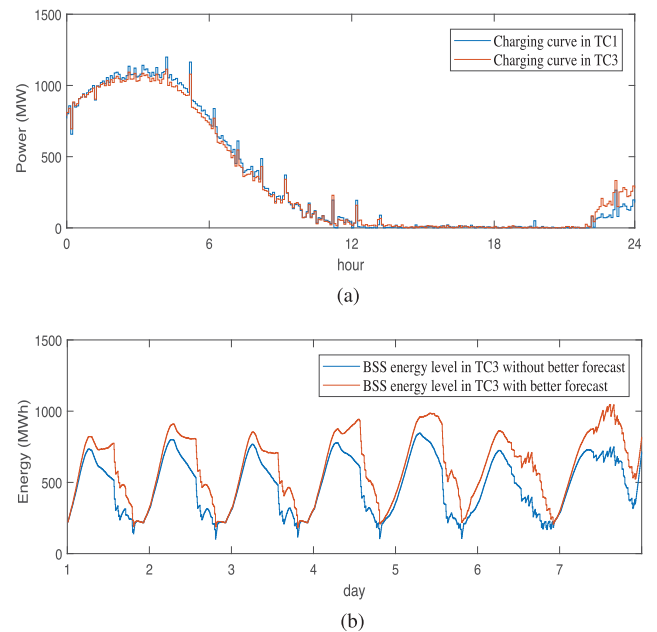 1500
1000
500
0
Power (MW)
Charging curve in TC1
Charging curve in TC3
0 6 12 18 24
hour
(a)
1500
1000
500
0
Energy (MWh)
BSS energy level in TC3 without better forecast
BSS energy level in TC3 with better forecast
1 2 3 4 5 6 7
day
(b)